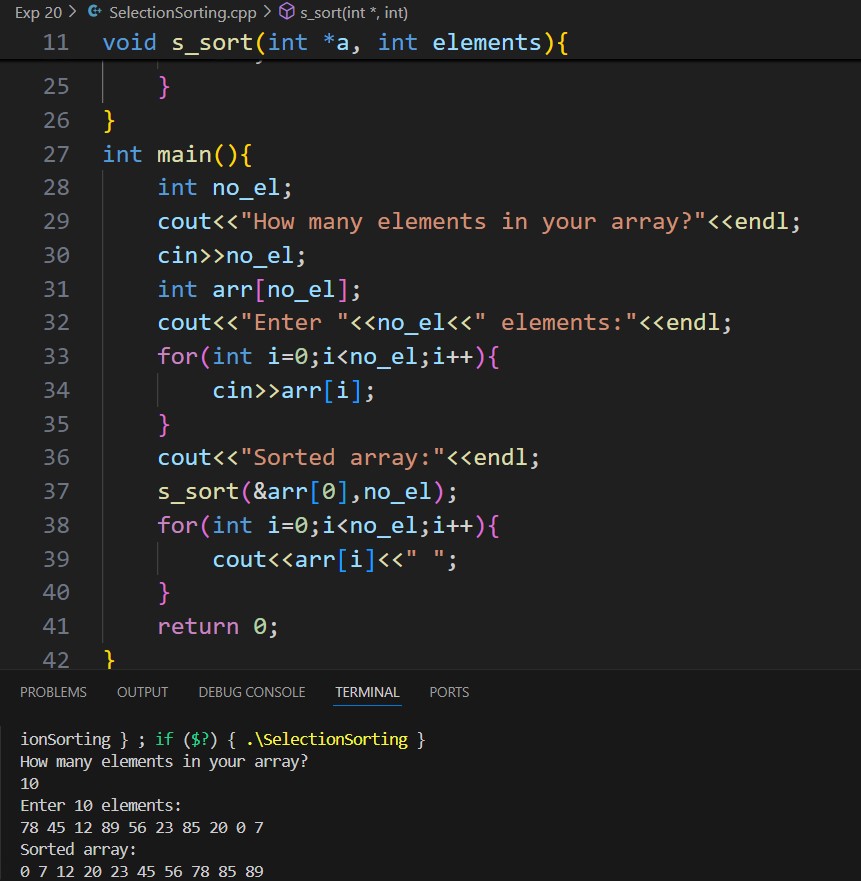 Exp 20 > SelectionSorting.cpp > s_sort(int *, int)
11 void s_sort(int *a, int elements){
25 }
26 }
27 int main(){
28 int no_el;
29 cout<<"How many elements in your array?"<<endl;
30 cin>>no_el;
31 int arr[no_el];
32 cout<<"Enter "<<no_el<<" elements:"<<endl;
33 for(int i=0;i<no_el;i++){
34 cin>>arr[i];
35 }
36 cout<<"Sorted array:"<<endl;
37 s_sort(&arr[0],no_el);
38 for(int i=0;i<no_el;i++){
39 cout<<arr[i]<<" ";
40 }
41 return 0;
42 }
PROBLEMS OUTPUT DEBUG CONSOLE TERMINAL PORTS
ionSorting } ; if ($?) { .\SelectionSorting }
How many elements in your array?
10
Enter 10 elements:
78 45 12 89 56 23 85 20 0 7
Sorted array:
0 7 12 20 23 45 56 78 85 89